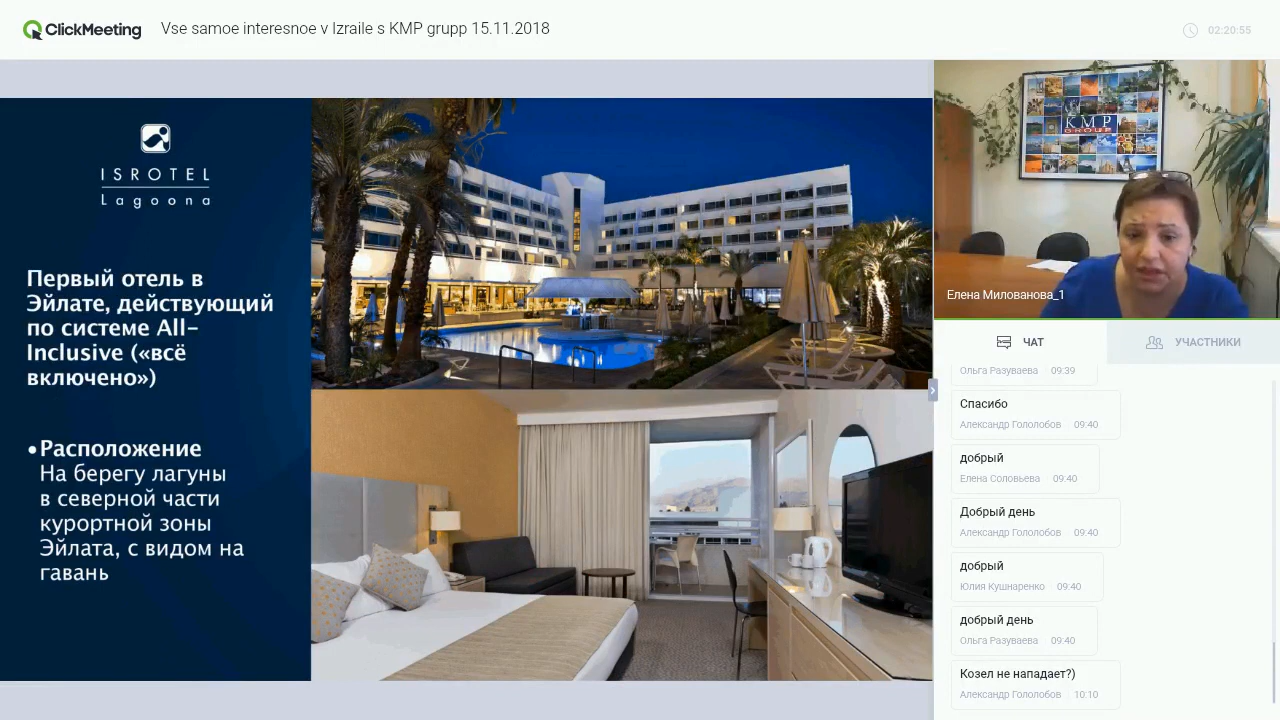 ClickMeeting
Vse samoe interesnoe v Izraile s KMP grupp 15.11.2018
02:20:55
ISROTEL
Lagoona
Первый отель в
Эйлате, действующий
по системе All-
Inclusive («всё
включено»)
•Расположение
На берегу лагуны
в северной части
курортной зоны
Эйлата, с видом на
гавань
KMP
GROUP
Елена Милованова_1
ЧАТ
УЧАСТНИКИ
Ольга Разуваева 09:39
Спасибо
Александр Гололобов 09:40
добрый
Елена Соловьева 09:40
Добрый день
Александр Гололобов 09:40
добрый
Юлия Кушнаренко 09:40
добрый день
Ольга Разуваева 09:40
Козел не нападает?)
Александр Гололобов 10:10